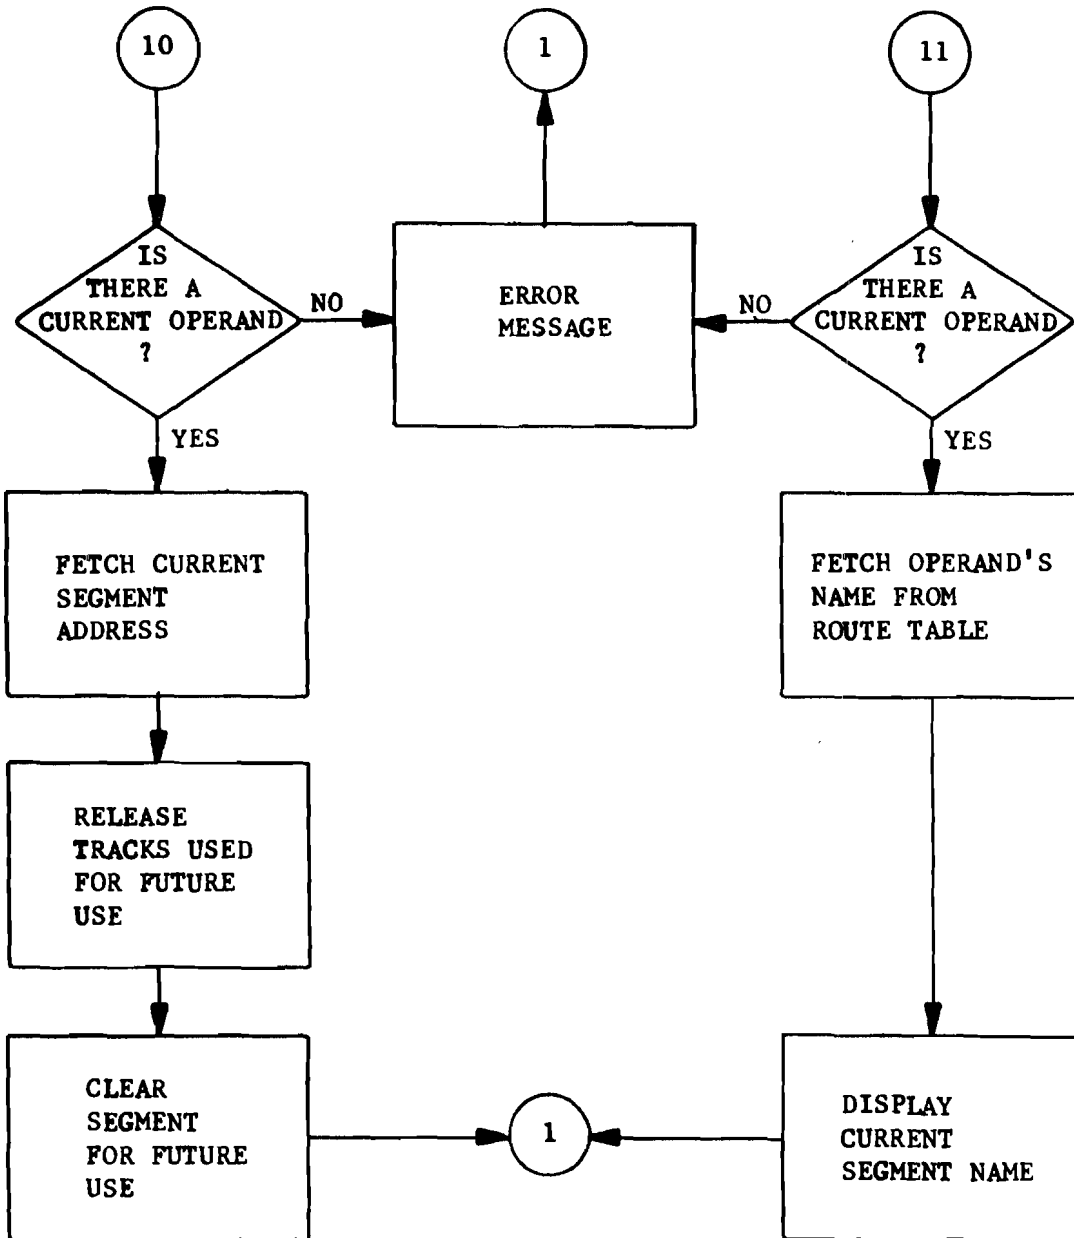 10
1
11
IS
THERE A
CURRENT OPERAND
?
NO
ERROR
MESSAGE
NO
IS
THERE A
CURRENT OPERAND
?
YES
YES
FETCH CURRENT
SEGMENT
ADDRESS
FETCH OPERAND'S
NAME FROM
ROUTE TABLE
RELEASE
TRACKS USED
FOR FUTURE
USE
CLEAR
SEGMENT
FOR FUTURE
USE
1
DISPLAY
CURRENT
SEGMENT NAME